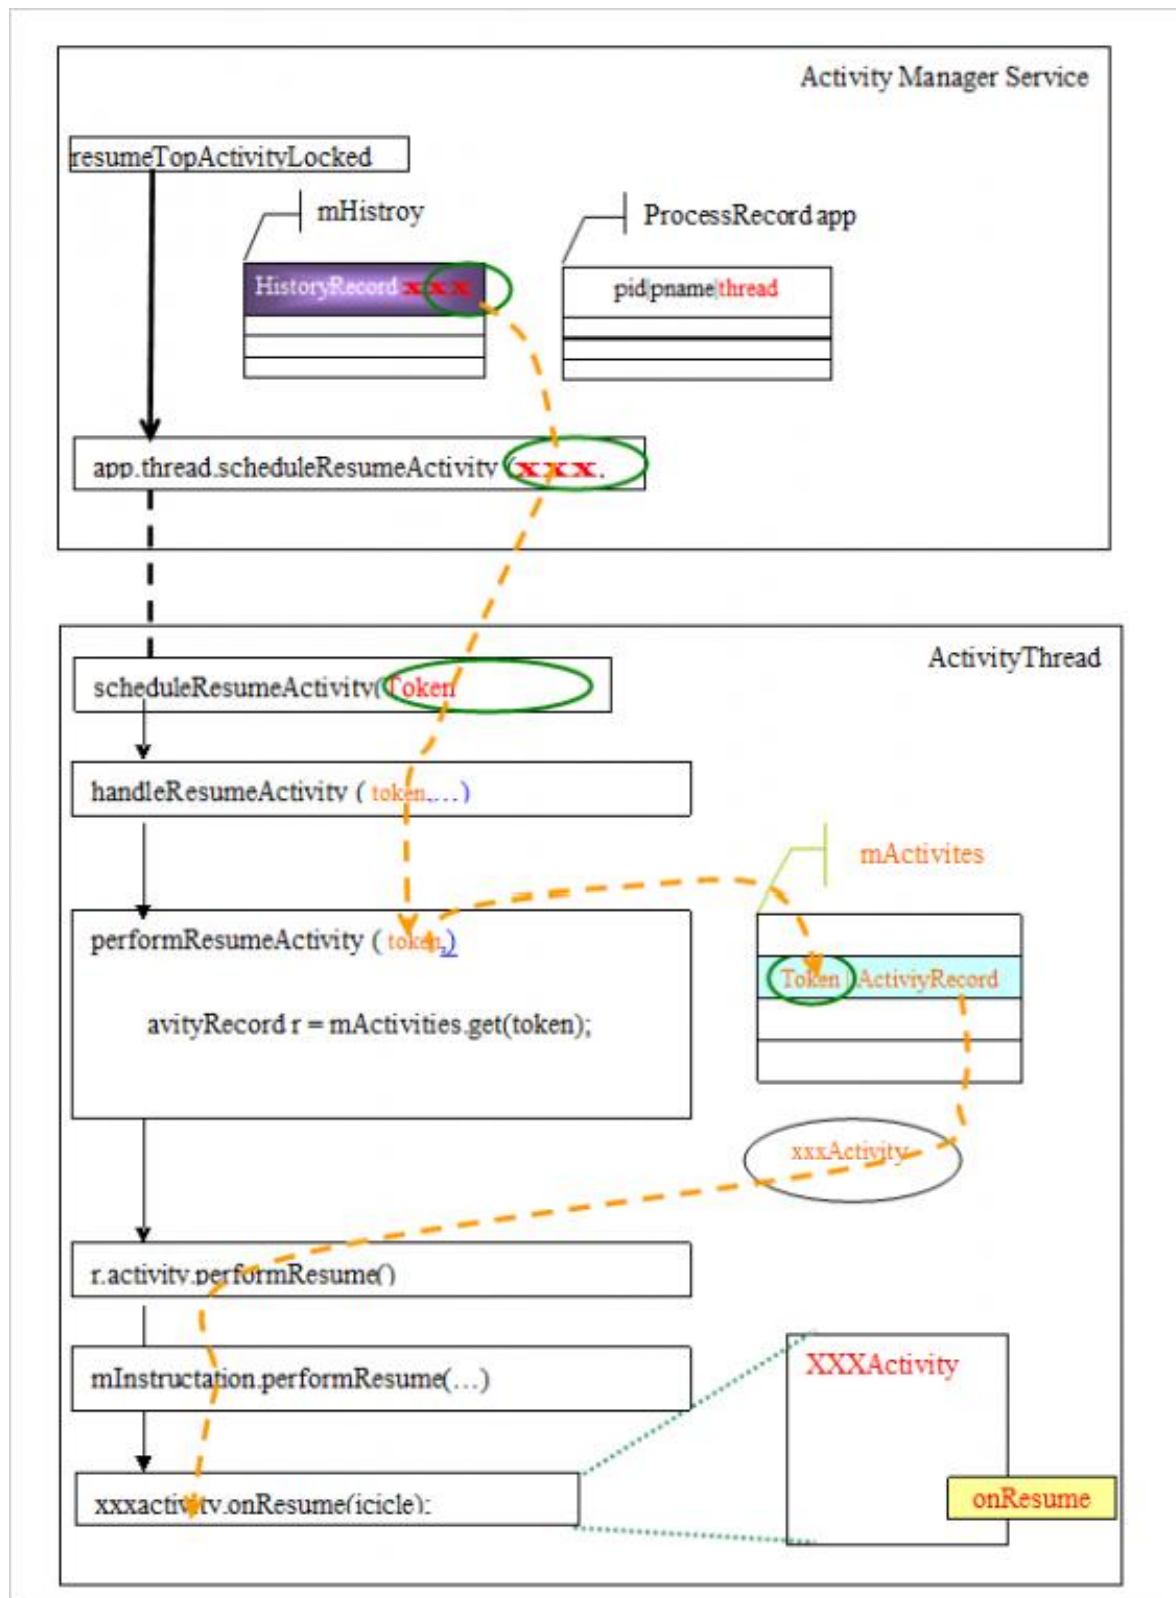 Activity Manager Service
resumeTopActivityLocked
mHistroy
ProcessRecord app
HistoryRecord xxx
pid|pname|thread
app.thread.scheduleResumeActivity (xxx,
ActivityThread
scheduleResumeActivity(Token
handleResumeActivity ( token,…)
mActivites
performResumeActivity ( token,)
Token | ActiviyRecord
avityRecord r = mActivities.get(token);
xxxActivity
r.activity.performResume()
XXXActivity
mInstructation.performResume(…)
onResume
xxxactivity.onResume(icicle);